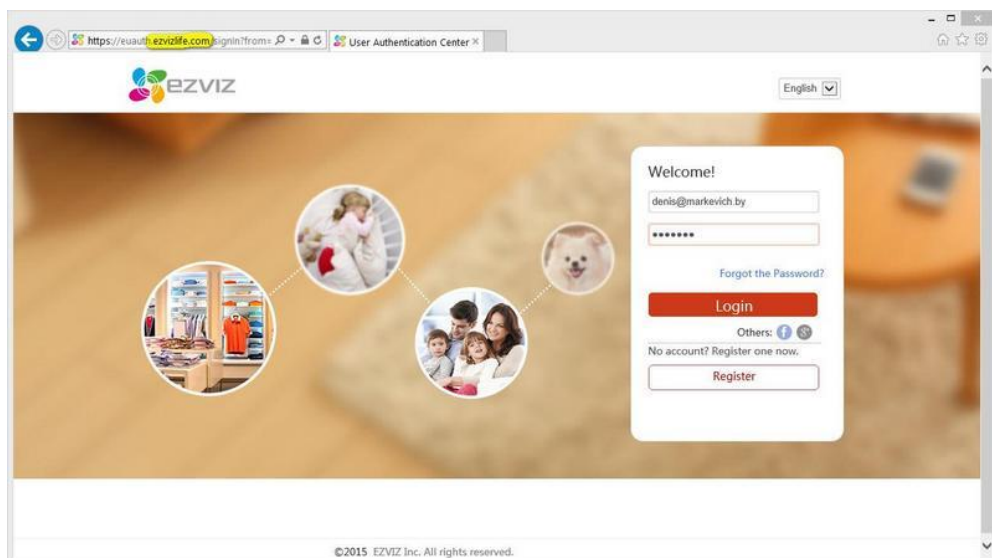 https://euauth.ezvizlife.com/signIn?from=
User Authentication Center
ezviz
English
Welcome!
denis@markevich.by
•••••••
Forgot the Password?
Login
Others: f g+
No account? Register one now.
Register
©2015 EZVIZ Inc. All rights reserved.